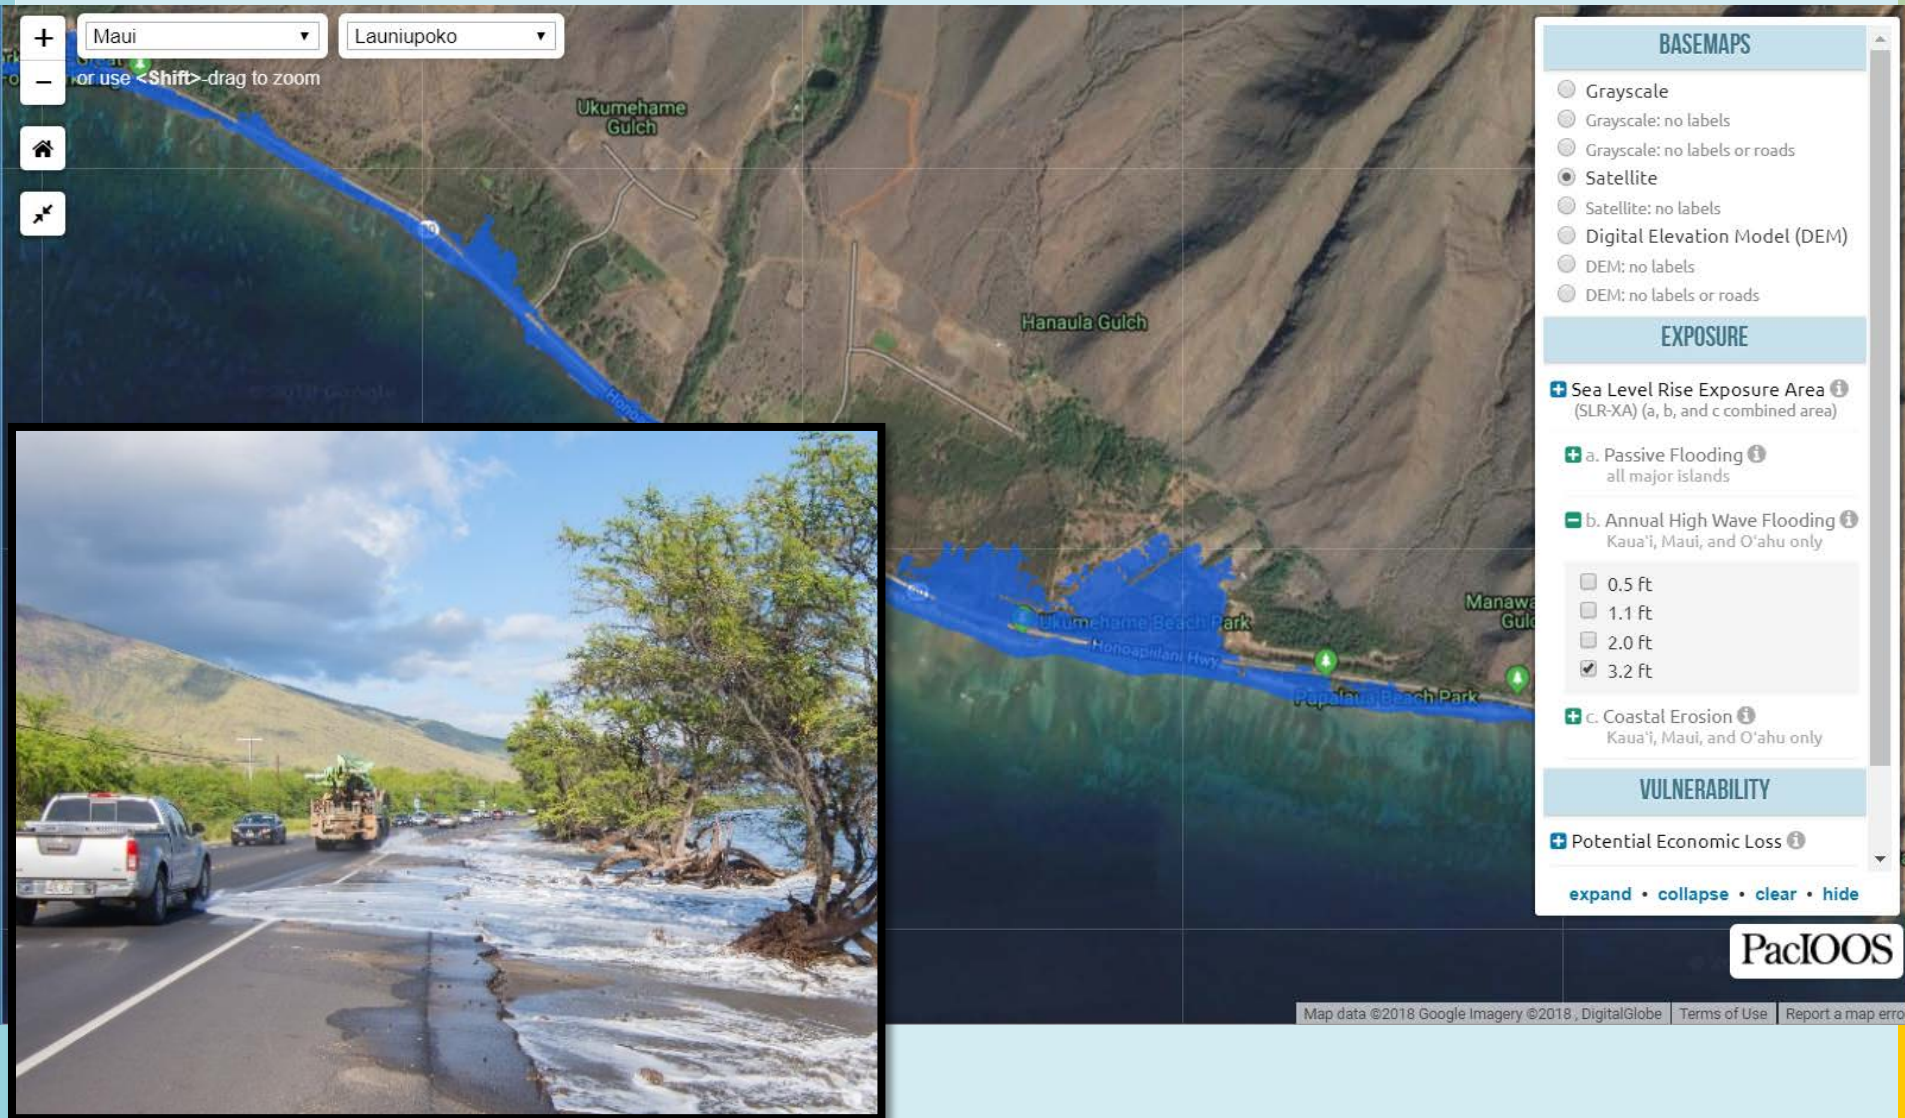 +
Maui
Launiupoko
Great
−
or use <Shift>-drag to zoom
Ukumehame
Gulch
30
Hanaula Gulch
Ukumehame Beach Park
Honoapiilani Hwy
Papalaua Beach Park
BASEMAPS
Grayscale
Grayscale: no labels
Grayscale: no labels or roads
Satellite
Satellite: no labels
Digital Elevation Model (DEM)
DEM: no labels
DEM: no labels or roads
EXPOSURE
Sea Level Rise Exposure Area
(SLR-XA) (a, b, and c combined area)
a. Passive Flooding
all major islands
b. Annual High Wave Flooding
Kaua'i, Maui, and O'ahu only
0.5 ft
1.1 ft
2.0 ft
3.2 ft
c. Coastal Erosion
Kaua'i, Maui, and O'ahu only
VULNERABILITY
Potential Economic Loss
expand • collapse • clear • hide
PacIOOS
Map data ©2018 Google Imagery ©2018 , DigitalGlobe
Terms of Use
Report a map erro